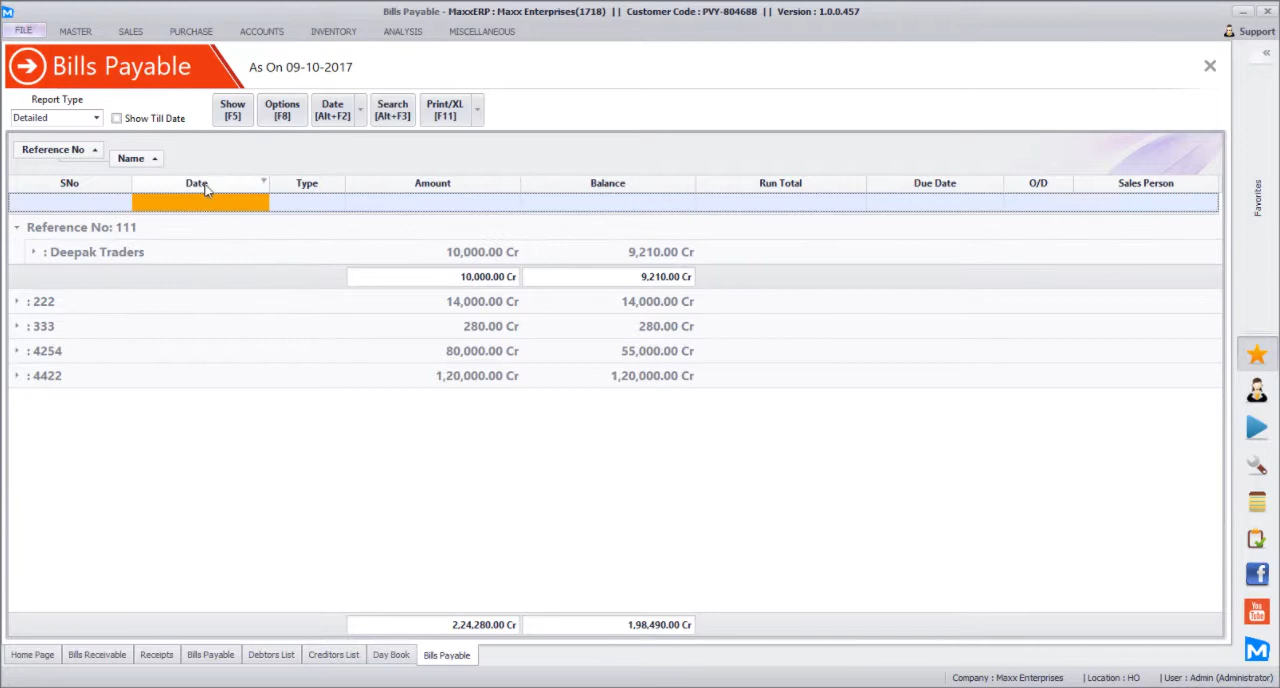 Bills Payable - MaxxERP : Maxx Enterprises(1718) || Customer Code : PVY-804688 || Version : 1.0.0.457
FILE MASTER SALES PURCHASE ACCOUNTS INVENTORY ANALYSIS MISCELLANEOUS Support
Bills Payable As On 09-10-2017
Report Type
Detailed Show Till Date
Show [F5]
Options [F8]
Date [Alt+F2]
Search [Alt+F3]
Print/XL [F11]
Reference No
Name
SNo Date Type Amount Balance Run Total Due Date O/D Sales Person
Reference No: 111
: Deepak Traders 10,000.00 Cr 9,210.00 Cr
10,000.00 Cr 9,210.00 Cr
: 222 14,000.00 Cr 14,000.00 Cr
: 333 280.00 Cr 280.00 Cr
: 4254 80,000.00 Cr 55,000.00 Cr
: 4422 1,20,000.00 Cr 1,20,000.00 Cr
2,24,280.00 Cr 1,98,490.00 Cr
Favorites
You Tube
Home Page Bills Receivable Receipts Bills Payable Debtors List Creditors List Day Book Bills Payable
Company : Maxx Enterprises | Location : HO | User : Admin (Administrator)